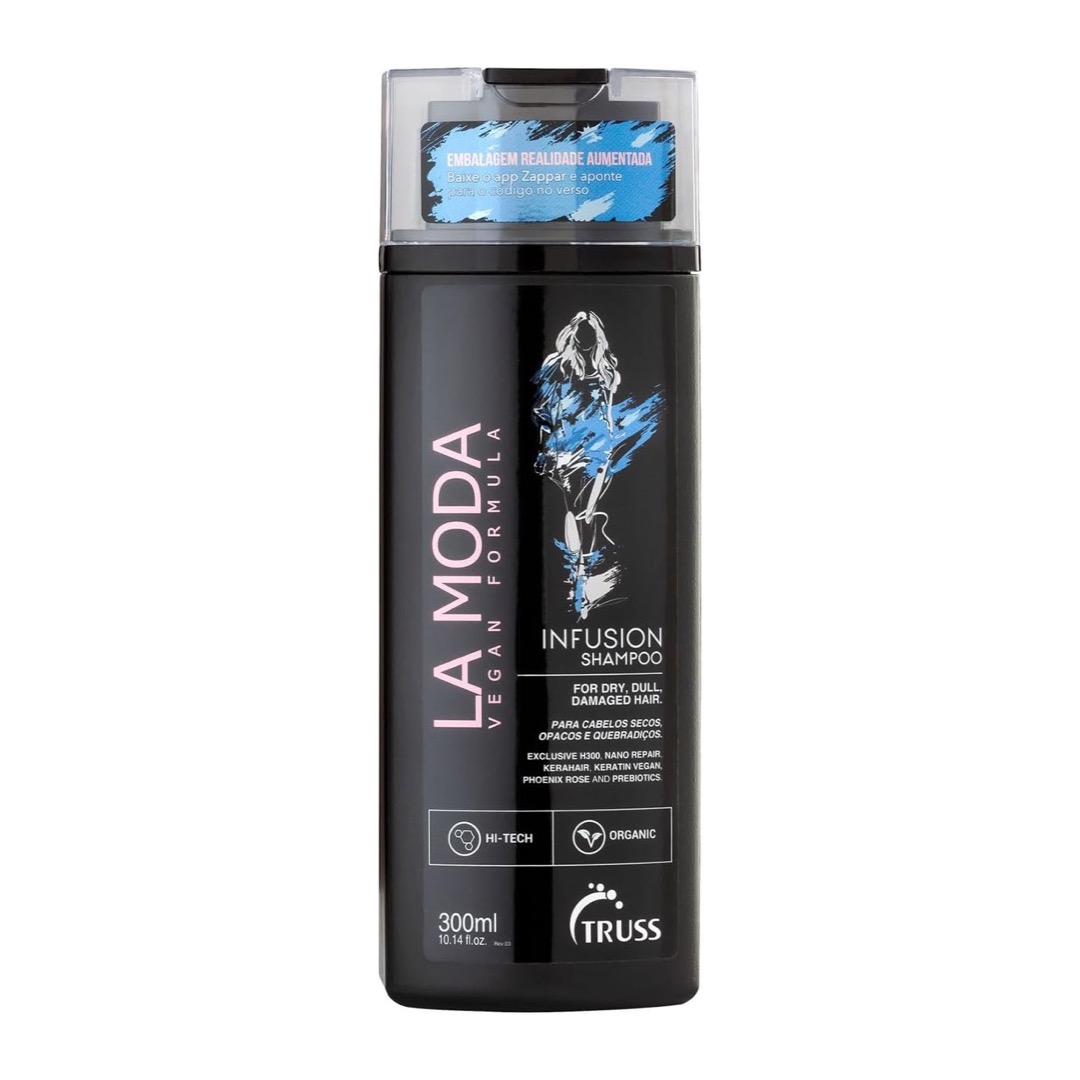 EMBALAGEM REALIDADE AUMENTADA
Baixe o app Zappar e aponte
para o código no verso
LA MODA
VEGAN FORMULA
INFUSION
SHAMPOO
FOR DRY, DULL,
DAMAGED HAIR.
PARA CABELOS SECOS,
OPACOS E QUEBRADIÇOS.
EXCLUSIVE H300, NANO REPAIR,
KERAHAIR, KERATIN VEGAN,
PHOENIX ROSE AND PREBIOTICS.
HI-TECH
ORGANIC
300ml
10.14 fl.oz.
Rev.03
TRUSS